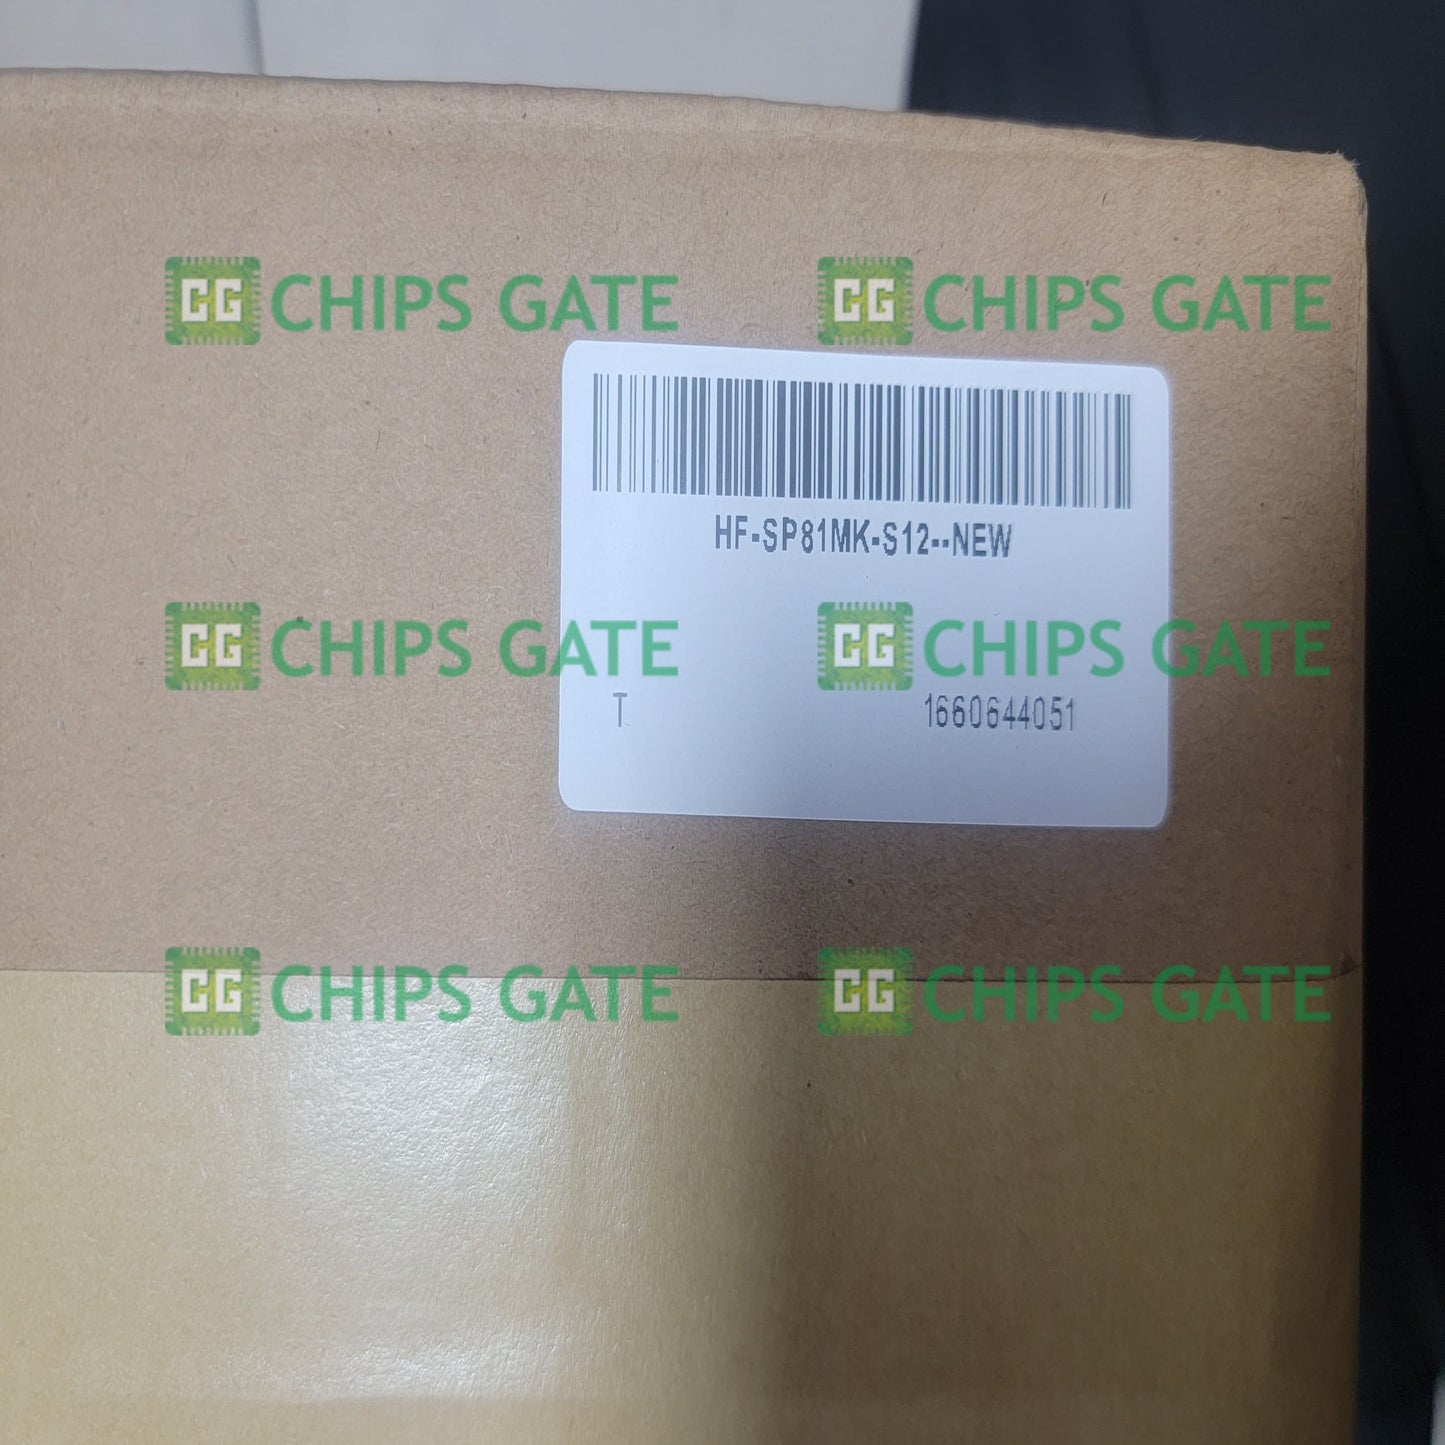 CG CHIPS GATE CG CHIPS GATE
HF-SP81MK-S12--NEW
CG CHIPS GATE CG CHIPS GATE
T 1660644051
CG CHIPS GATE CG CHIPS GATE